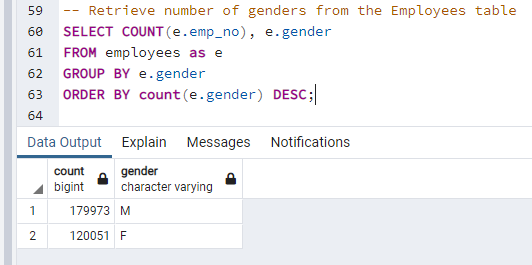 59 -- Retrieve number of genders from the Employees table
60 SELECT COUNT(e.emp_no), e.gender
61 FROM employees as e
62 GROUP BY e.gender
63 ORDER BY count(e.gender) DESC;
64
Data Output Explain Messages Notifications
count gender
bigint character varying
1 179973 M
2 120051 F